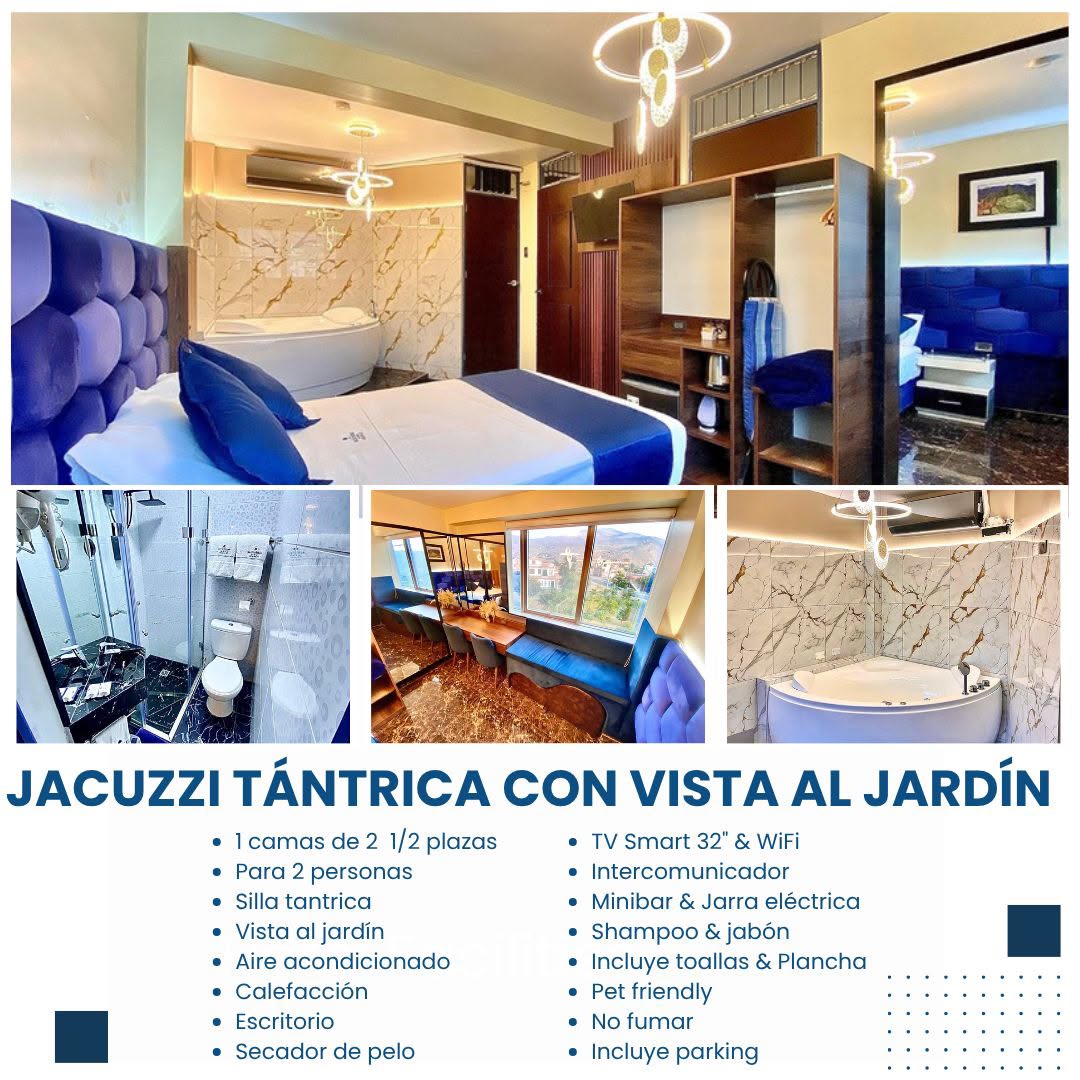 JACUZZI TÁNTRICA CON VISTA AL JARDÍN
1 camas de 2 1/2 plazas
Para 2 personas
Silla tantrica
Vista al jardín
Aire acondicionado
Calefacción
Escritorio
Secador de pelo
TV Smart 32" & WiFi
Intercomunicador
Minibar & Jarra eléctrica
Shampoo & jabón
Incluye toallas & Plancha
Pet friendly
No fumar
Incluye parking